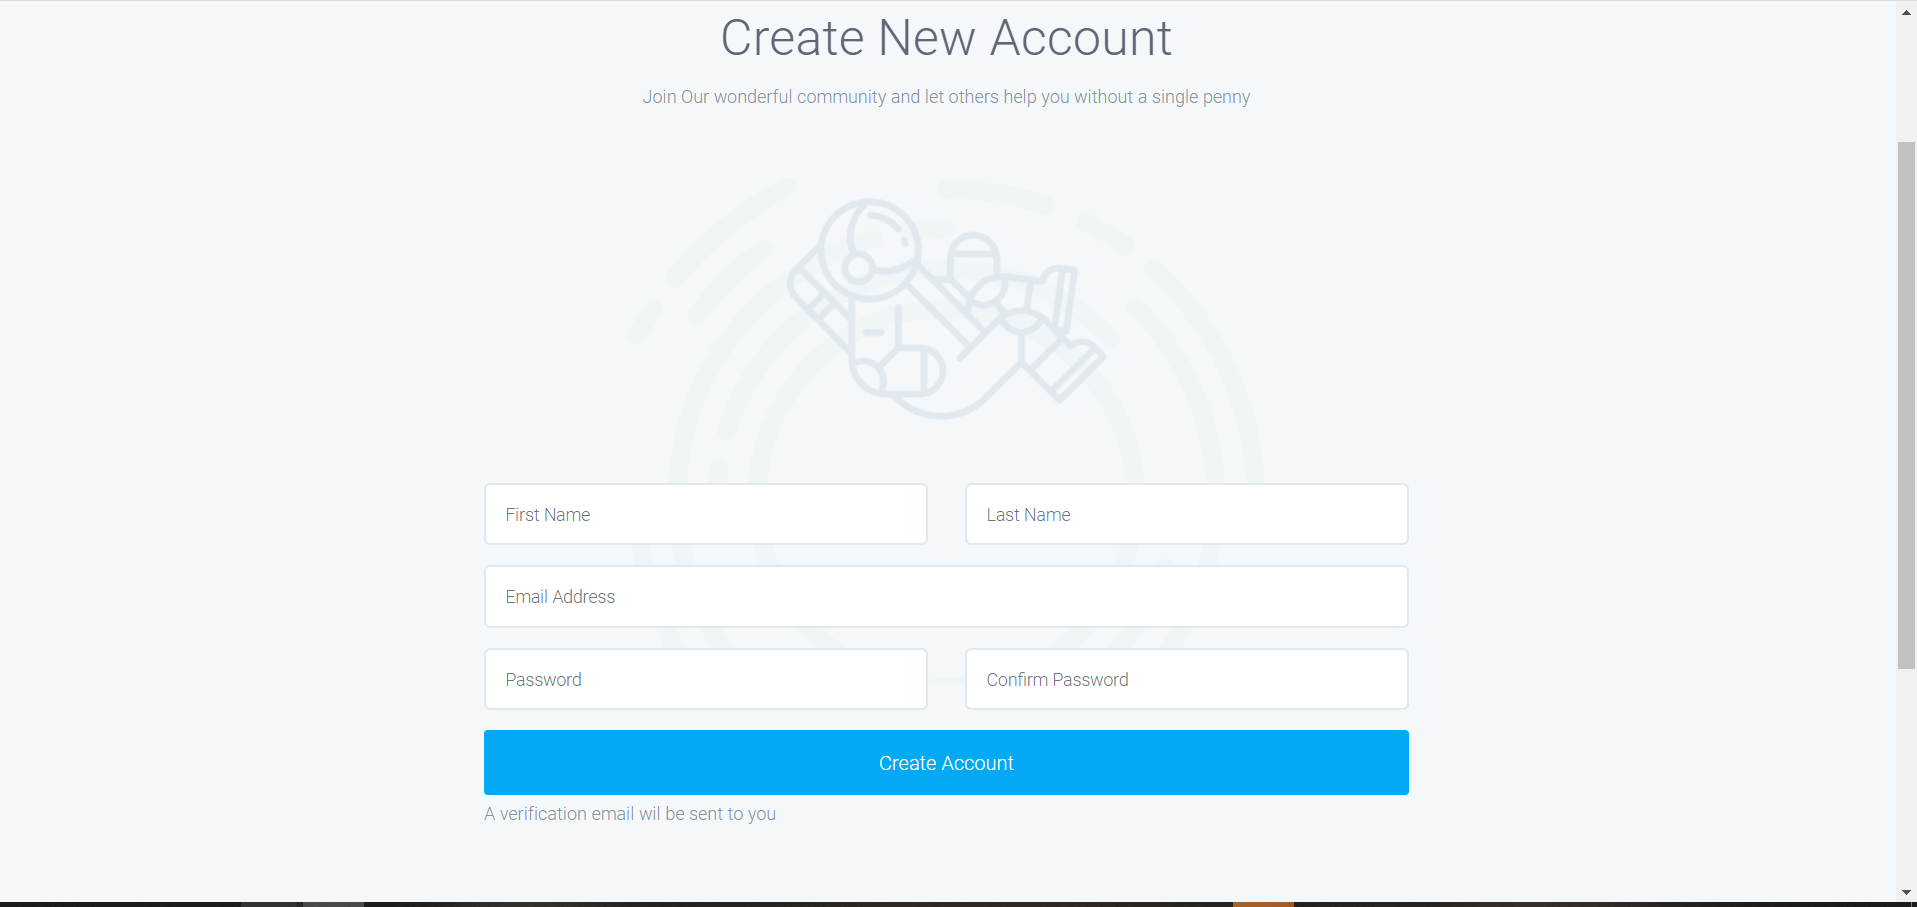 Create New Account
Join Our wonderful community and let others help you without a single penny
First Name
Last Name
Email Address
Password
Confirm Password
Create Account
A verification email wil be sent to you